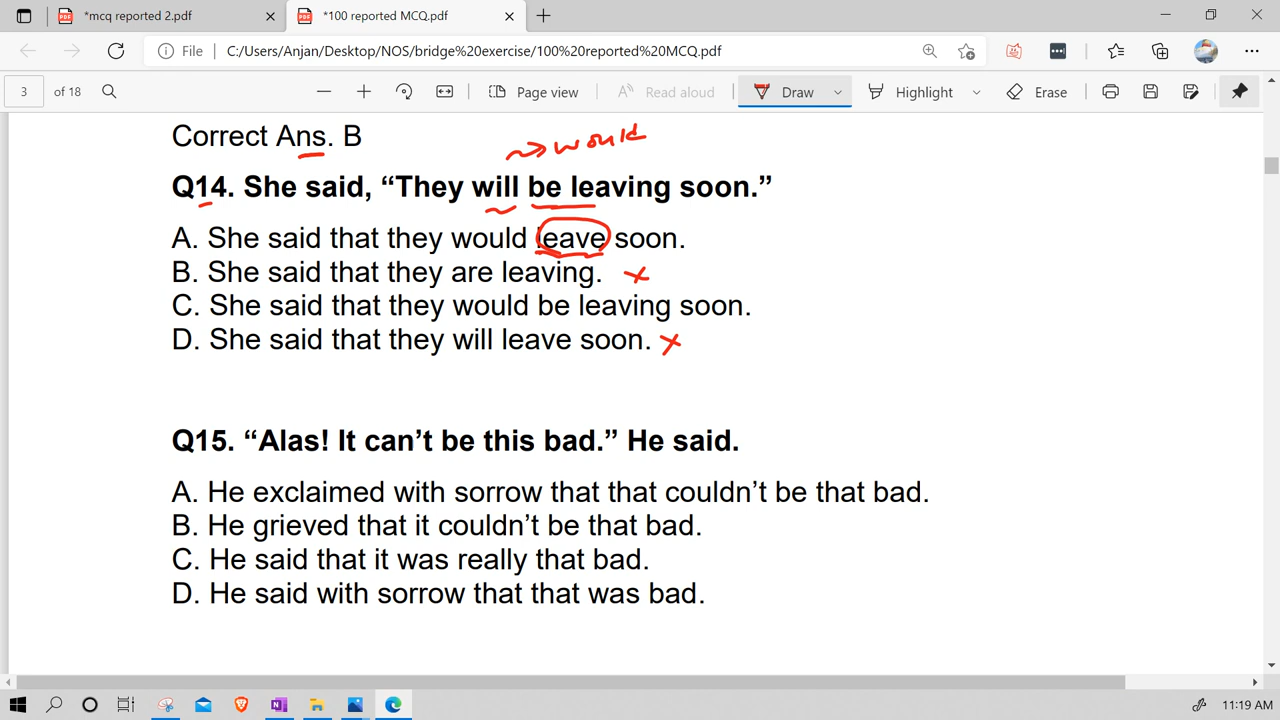 *mcq reported 2.pdf
*100 reported MCQ.pdf
File
C:/Users/Anjan/Desktop/NOS/bridge%20exercise/100%20reported%20MCQ.pdf
3 of 18
Page view
Read aloud
Draw
Highlight
Erase
Correct Ans. B
would
Q14. She said, “They will be leaving soon.”
A. She said that they would leave soon.
B. She said that they are leaving.
C. She said that they would be leaving soon.
D. She said that they will leave soon.
Q15. “Alas! It can’t be this bad.” He said.
A. He exclaimed with sorrow that that couldn’t be that bad.
B. He grieved that it couldn’t be that bad.
C. He said that it was really that bad.
D. He said with sorrow that that was bad.
11:19 AM